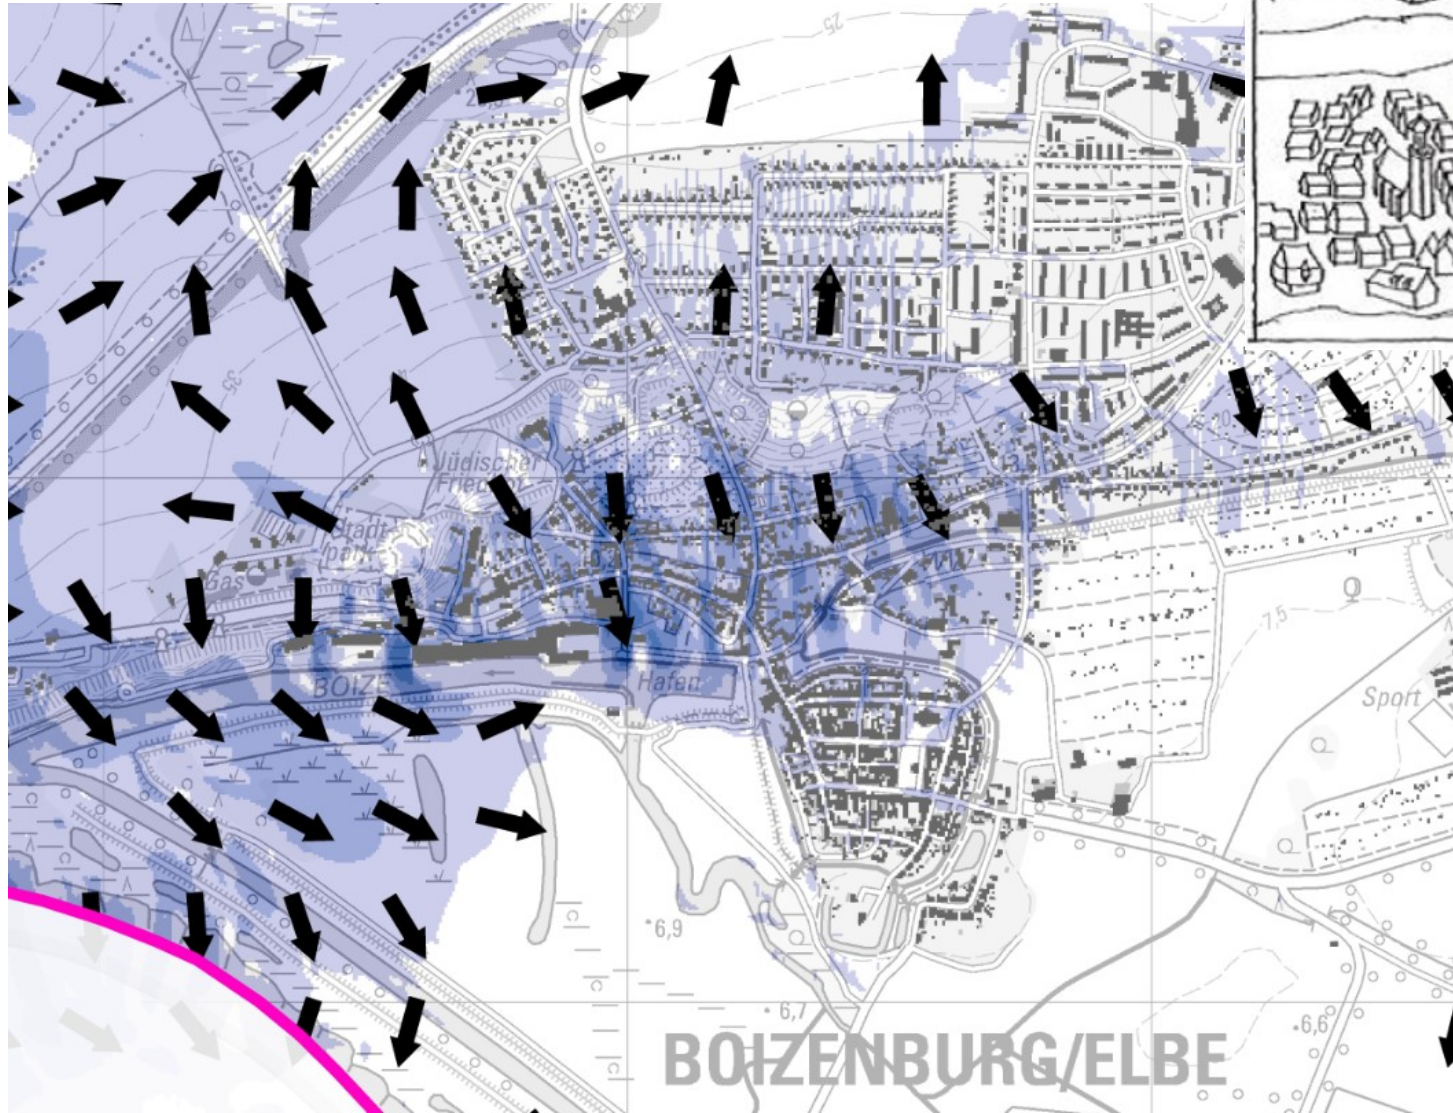 25
35
Jüdischer
Friedhof
Stadt
park
20
Gas
7,5
BOIZE
Hafen
Sport
6,9
6,7
6,6
BOIZENBURG/ELBE